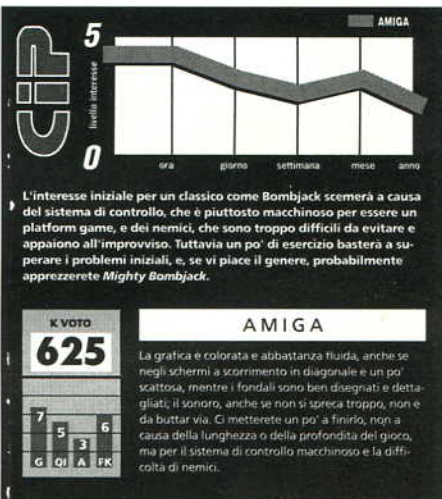 AMIGA
CIP
5
livello interesse
0
ora giorno settimana mese anno
L'interesse iniziale per un classico come Bombjack scemerà a causa
del sistema di controllo, che è piuttosto macchinoso per essere un
platform game, e dei nemici, che sono troppo difficili da evitare e
appaiono all'improvviso. Tuttavia un po' di esercizio basterà a su-
perare i problemi iniziali, e, se vi piace il genere, probabilmente
apprezzerete Mighty Bombjack.
K VOTO
625
7
5
3
6
G QI A FK
AMIGA
La grafica è colorata e abbastanza fluida, anche se
negli schermi a scorrimento in diagonale e un po'
scattosa, mentre i fondali sono ben disegnati e detta-
gliati; il sonoro, anche se non si spreca troppo, non è
da buttar via. Ci metterete un po' a finirlo, non a
causa della lunghezza o della profondità del gioco,
ma per il sistema di controllo macchinoso e la diffi-
coltà di nemici.